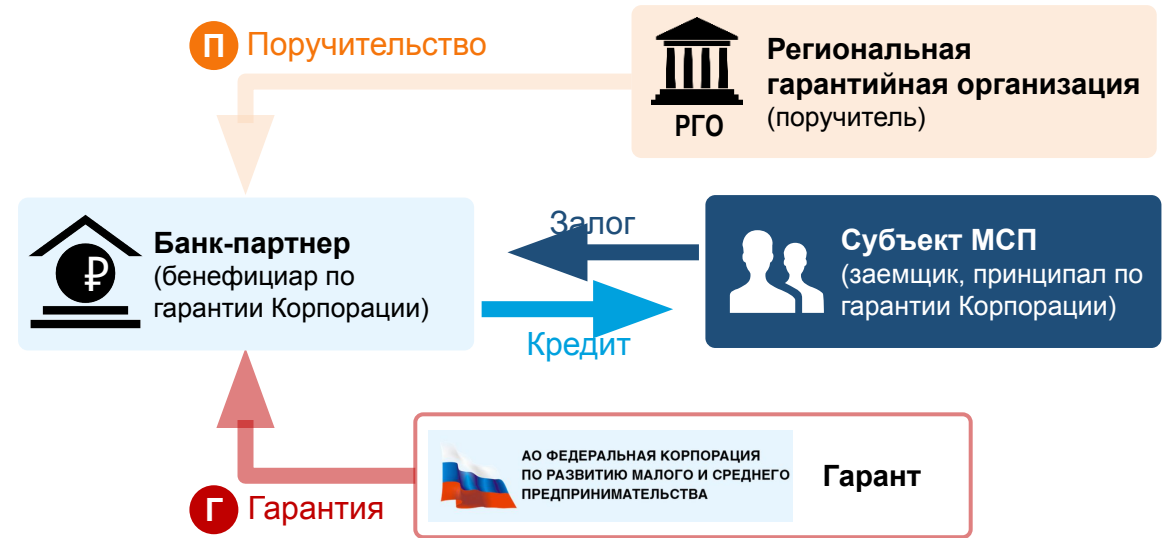 П Поручительство
Региональная
гарантийная организация
(поручитель)
РГО
Банк-партнер
(бенефициар по
гарантии Корпорации)
Залог
Кредит
Субъект МСП
(заемщик, принципал по
гарантии Корпорации)
АО ФЕДЕРАЛЬНАЯ КОРПОРАЦИЯ
ПО РАЗВИТИЮ МАЛОГО И СРЕДНЕГО
ПРЕДПРИНИМАТЕЛЬСТВА
Гарант
Г Гарантия